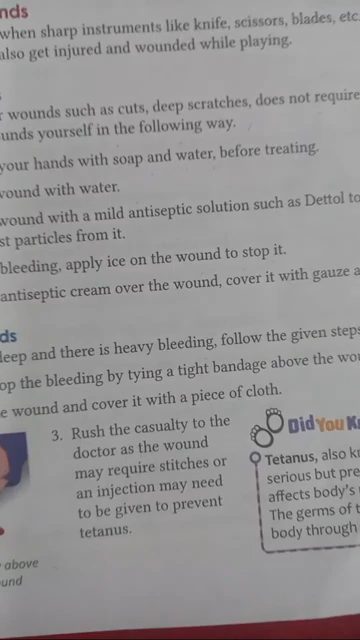 nds
when sharp instruments like knife, scissors, blades, etc.
also get injured and wounded while playing.
wounds such as cuts, deep scratches, does not require
unds yourself in the following way.
your hands with soap and water, before treating.
wound with water.
wound with a mild antiseptic solution such as Dettol to
st particles from it.
bleeding, apply ice on the wound to stop it.
antiseptic cream over the wound, cover it with gauze a
ds
deep and there is heavy bleeding, follow the given steps
op the bleeding by tying a tight bandage above the wou
e wound and cover it with a piece of cloth.
3. Rush the casualty to the
doctor as the wound
may require stitches or
an injection may need
to be given to prevent
tetanus.
above
und
Did You Kn
Tetanus, also kn
serious but pre
affects body's
The germs of t
body through